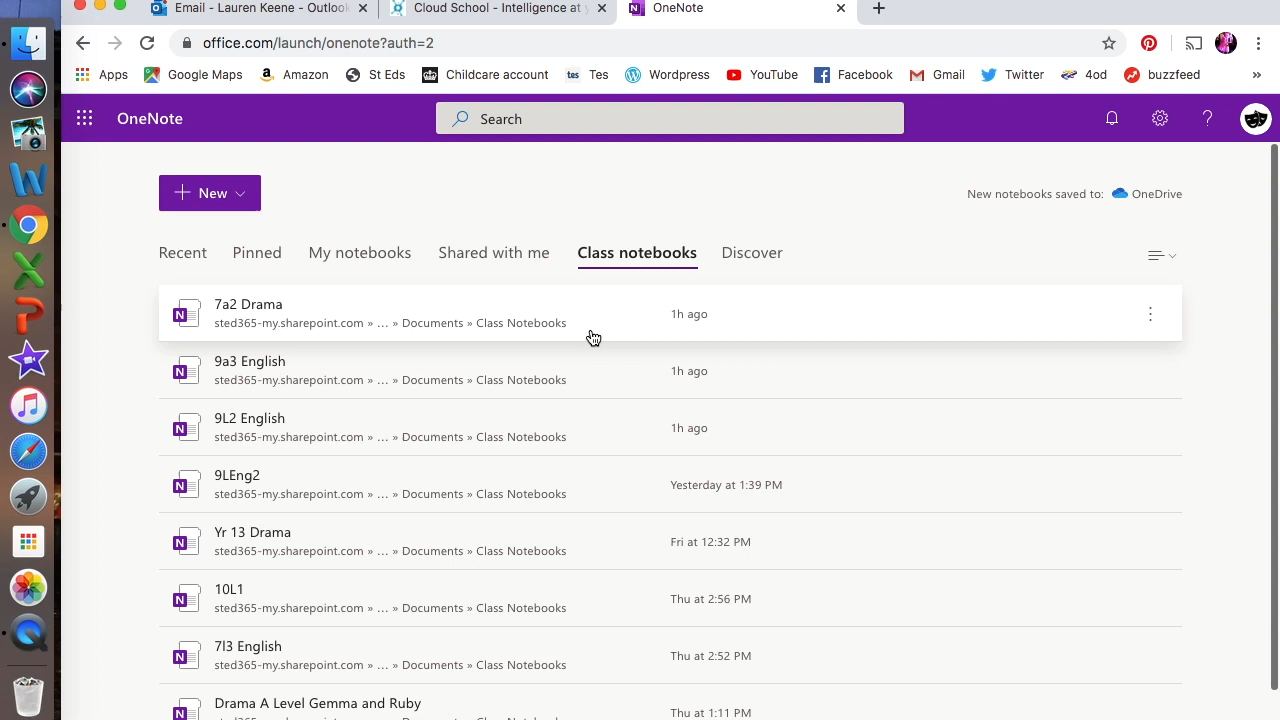 Email - Lauren Keene - Outlook
Cloud School - Intelligence at y
OneNote
office.com/launch/onenote?auth=2
Apps
Google Maps
Amazon
St Eds
Childcare account
tes
Tes
Wordpress
YouTube
Facebook
Gmail
Twitter
4od
buzzfeed
OneNote
Search
New
New notebooks saved to: OneDrive
Recent
Pinned
My notebooks
Shared with me
Class notebooks
Discover
7a2 Drama
sted365-my.sharepoint.com » ... » Documents » Class Notebooks
1h ago
9a3 English
sted365-my.sharepoint.com » ... » Documents » Class Notebooks
1h ago
9L2 English
sted365-my.sharepoint.com » ... » Documents » Class Notebooks
1h ago
9LEng2
sted365-my.sharepoint.com » ... » Documents » Class Notebooks
Yesterday at 1:39 PM
Yr 13 Drama
sted365-my.sharepoint.com » ... » Documents » Class Notebooks
Fri at 12:32 PM
10L1
sted365-my.sharepoint.com » ... » Documents » Class Notebooks
Thu at 2:56 PM
7l3 English
sted365-my.sharepoint.com » ... » Documents » Class Notebooks
Thu at 2:52 PM
Drama A Level Gemma and Ruby
Thu at 1:11 PM